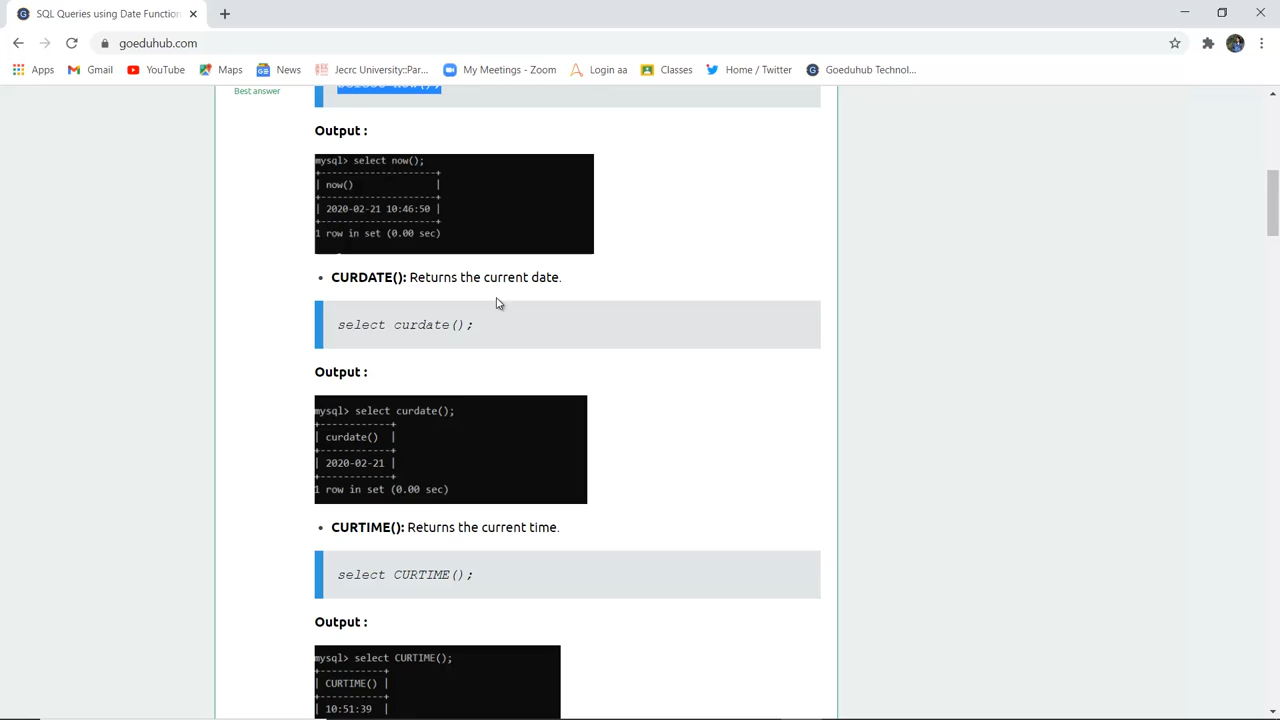 SQL Queries using Date Function
goeduhub.com
Apps
Gmail
YouTube
Maps
News
Jecrc University::Par...
My Meetings - Zoom
Login aa
Classes
Home / Twitter
Goeduhub Technol...
Best answer
select now();
Output :
mysql> select now();
+---------------------+
| now()               |
+---------------------+
| 2020-02-21 10:46:50 |
+---------------------+
1 row in set (0.00 sec)
• CURDATE(): Returns the current date.
select curdate();
Output :
mysql> select curdate();
+------------+
| curdate()  |
+------------+
| 2020-02-21 |
+------------+
1 row in set (0.00 sec)
• CURTIME(): Returns the current time.
select CURTIME();
Output :
mysql> select CURTIME();
+-----------+
| CURTIME() |
+-----------+
| 10:51:39  |